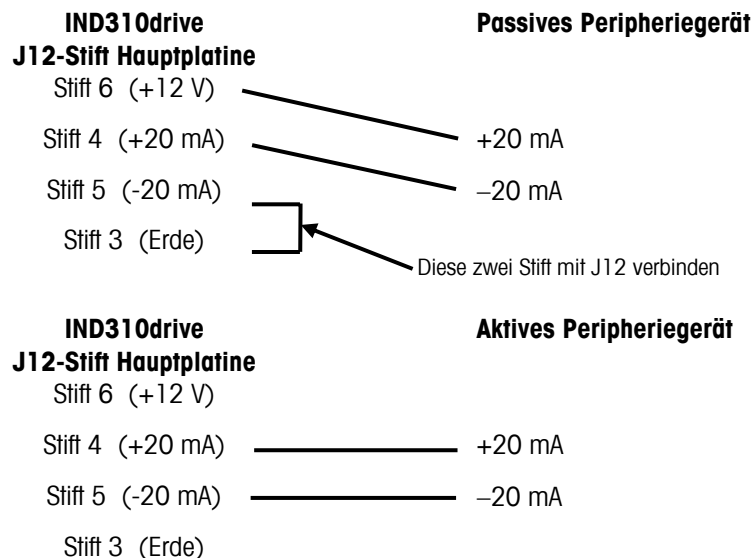 IND310drive Passives Peripheriegerät
J12-Stift Hauptplatine
Stift 6 (+12 V)
Stift 4 (+20 mA) +20 mA
Stift 5 (-20 mA) –20 mA
Stift 3 (Erde)
Diese zwei Stift mit J12 verbinden
IND310drive Aktives Peripheriegerät
J12-Stift Hauptplatine
Stift 6 (+12 V)
Stift 4 (+20 mA) +20 mA
Stift 5 (-20 mA) –20 mA
Stift 3 (Erde)